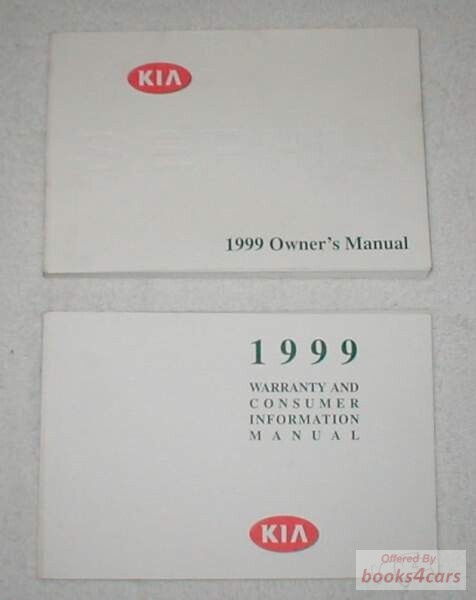 KIA
1999 Owner's Manual
1999
WARRANTY AND
CONSUMER
INFORMATION
MANUAL
KIA
Offered By
books4cars